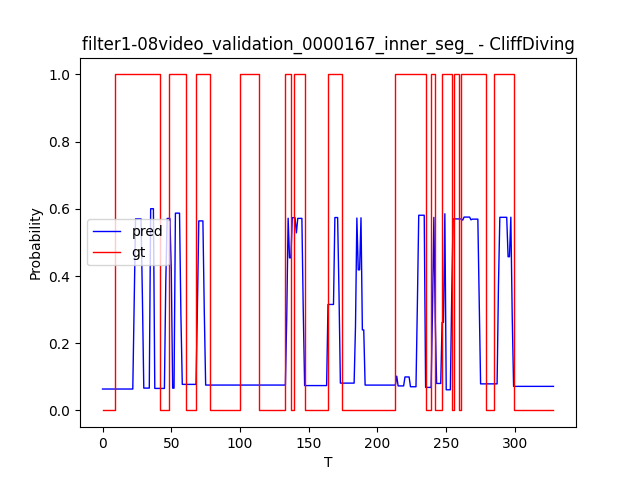 filter1-08video_validation_0000167_inner_seg_ - CliffDiving
1.0
0.8
0.6
0.4
0.2
0.0
Probability
pred
gt
0 50 100 150 200 250 300
T